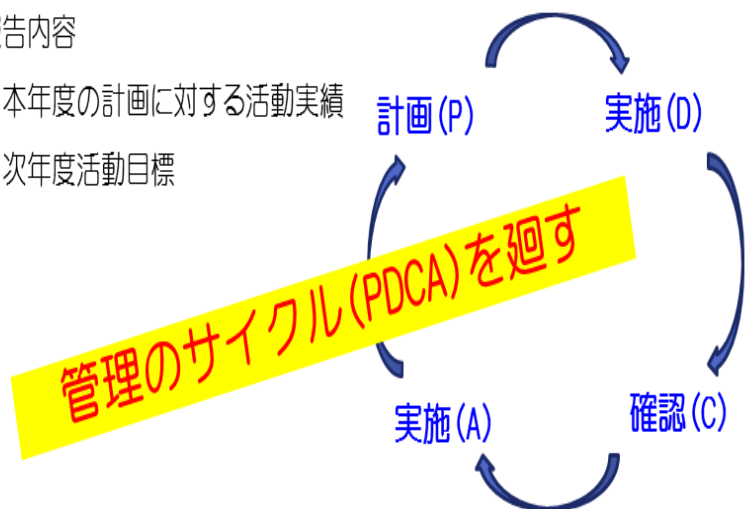 告内容
本年度の計画に対する活動実績
次年度活動目標
計画(P)
実施(D)
管理のサイクル(PDCA)を廻す
実施(A)
確認(C)